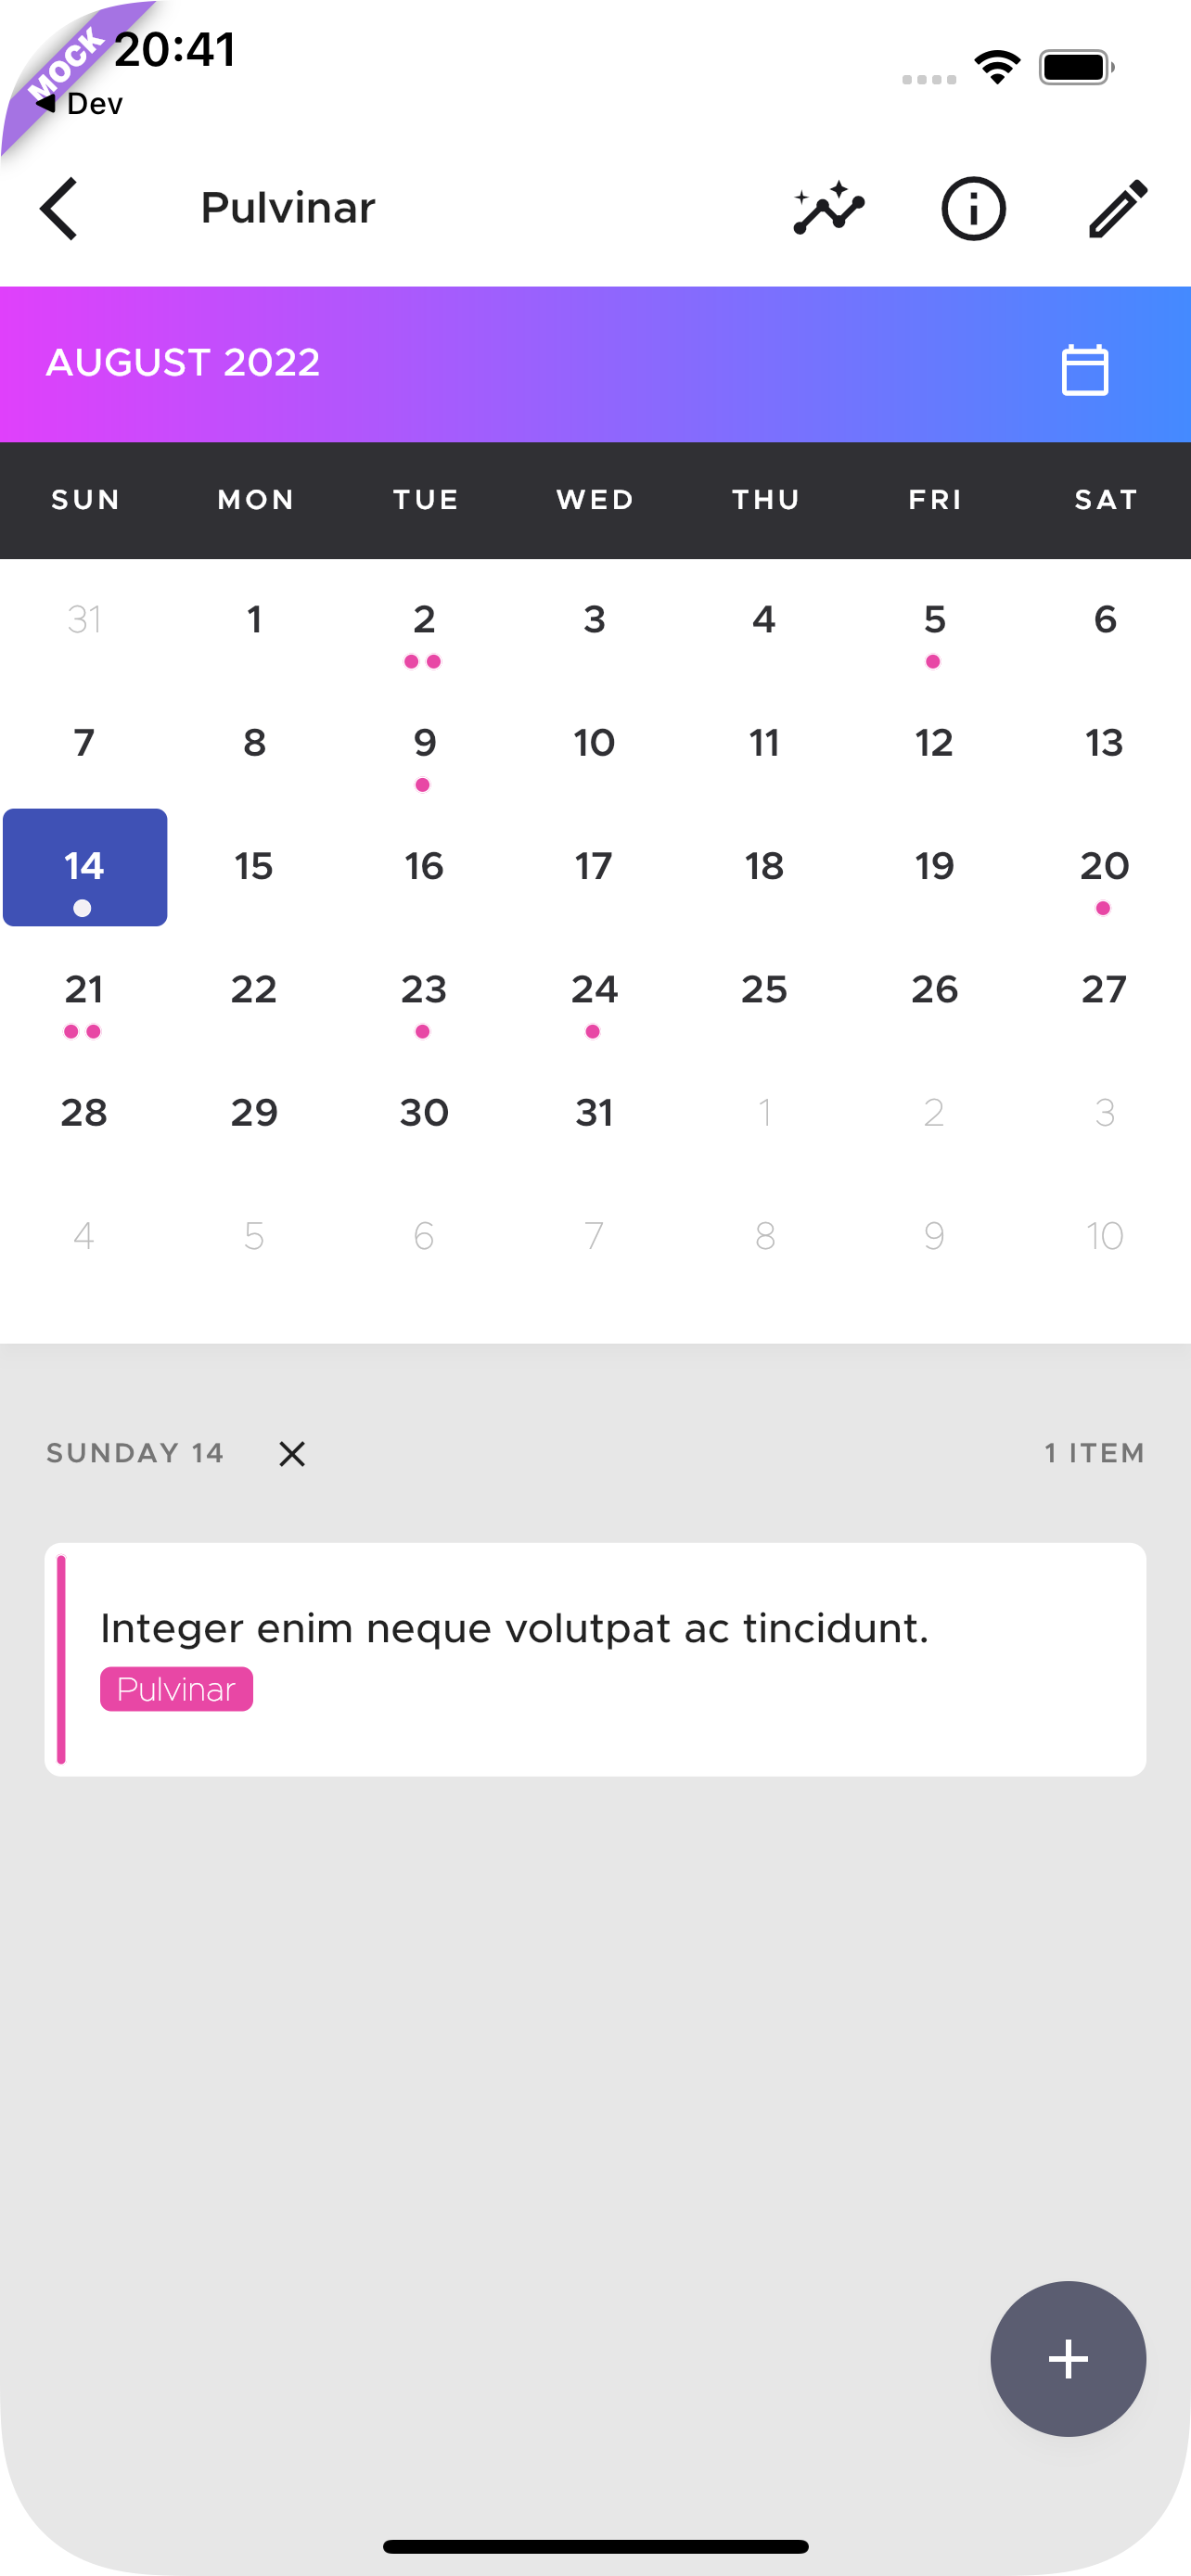 MOCK
20:41
Dev
Pulvinar
AUGUST 2022
SUN MON TUE WED THU FRI SAT
31 1 2 3 4 5 6
7 8 9 10 11 12 13
14 15 16 17 18 19 20
21 22 23 24 25 26 27
28 29 30 31 1 2 3
4 5 6 7 8 9 10
SUNDAY 14 1 ITEM
Integer enim neque volutpat ac tincidunt.
Pulvinar